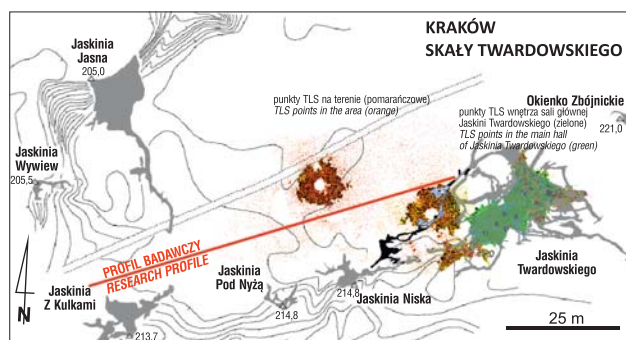 KRAKÓW
SKAŁY TWARDOWSKIEGO
Jaskinia
Jasna
205,0
punkty TLS na terenie (pomarańczowe)
TLS points in the area (orange)
Okienko Zbójnickie
221,0
punkty TLS wnętrza sali głównej
Jaskini Twardowskiego (zielone)
TLS points in the main hall
of Jaskinia Twardowskiego (green)
Jaskinia
Wywiew
205,5
PROFIL BADAWCZY
RESEARCH PROFILE
Jaskinia
Twardowskiego
Jaskinia
Z Kulkami
213,7
Jaskinia
Pod Nyżą
214,8
214,8
Jaskinia Niska
N
25 m